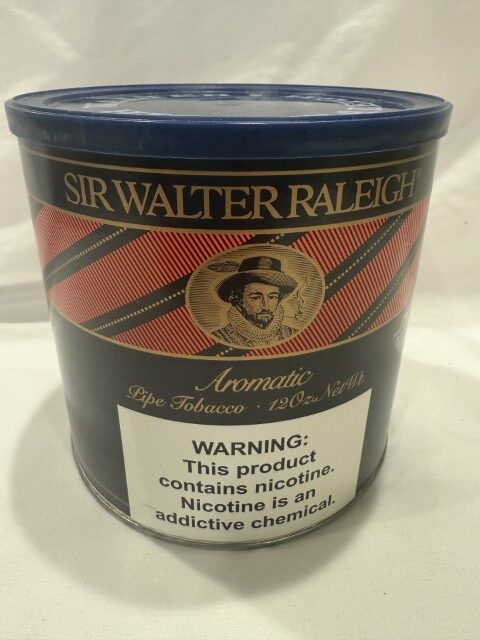 SIR WALTER RALEIGH
Aromatic
Pipe Tobacco · 12 Ozs Net Wt.
WARNING:
This product
contains nicotine.
Nicotine is an
addictive chemical.